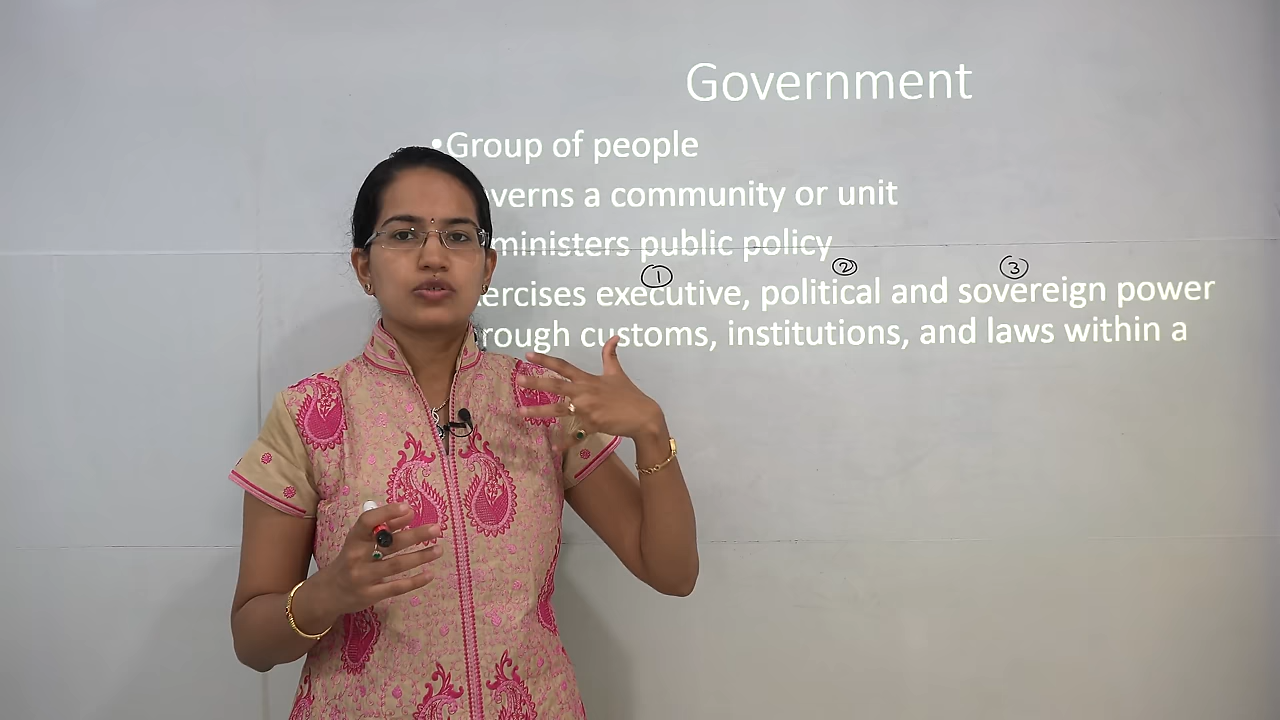 Government
•Group of people
verns a community or unit
ministers public policy
① ② ③
ercises executive, political and sovereign power
rough customs, institutions, and laws within a